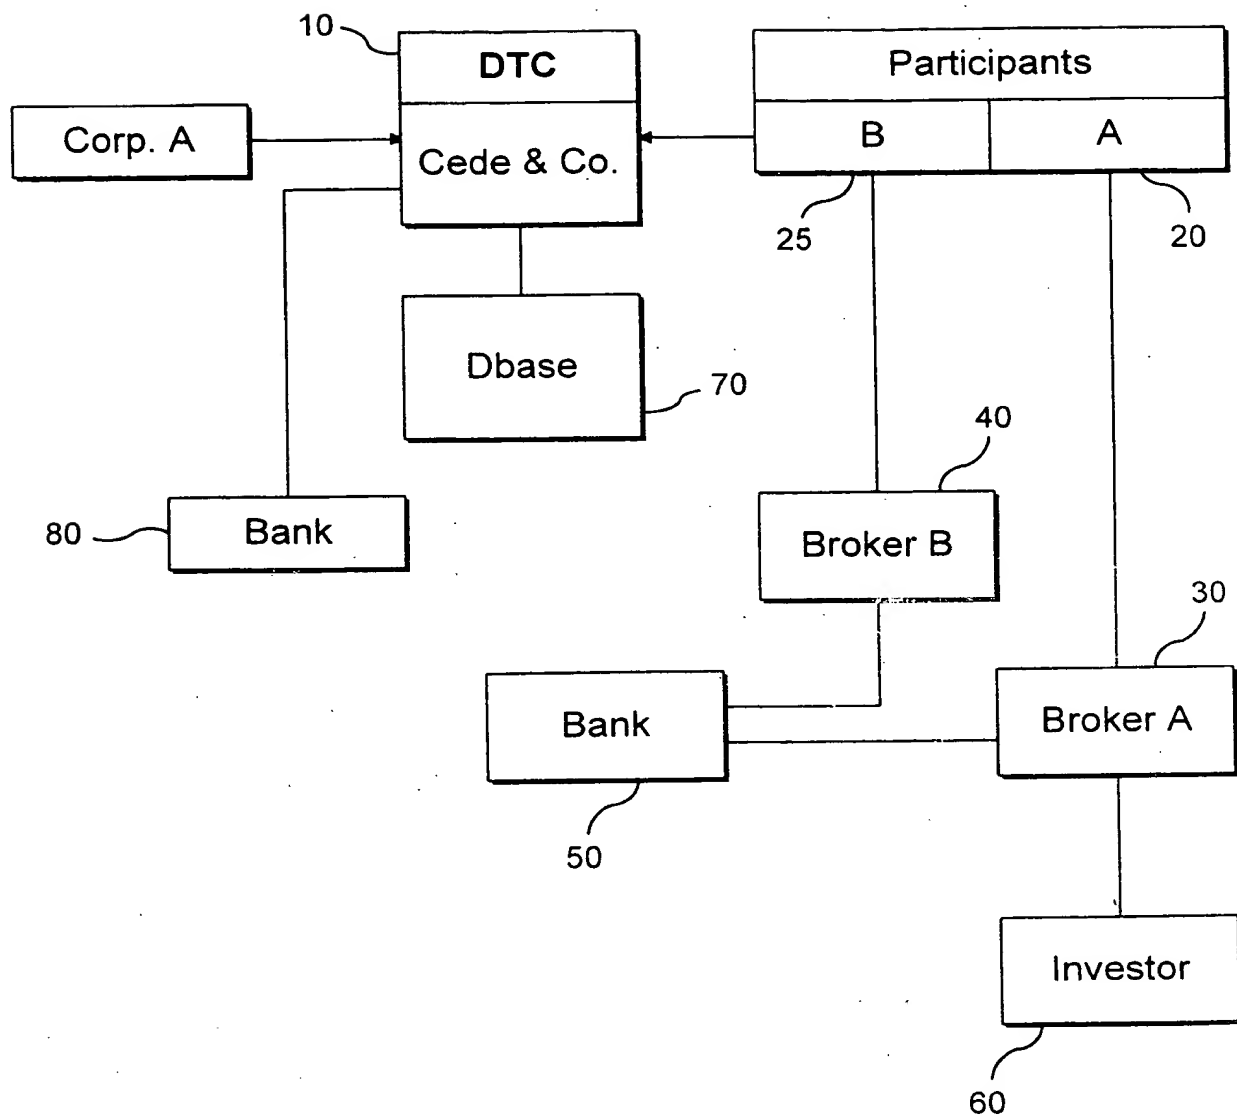 10
DTC
Participants
Corp. A
Cede & Co.
B
A
25
20
Dbase
70
40
80
Bank
Broker B
30
Bank
Broker A
50
Investor
60